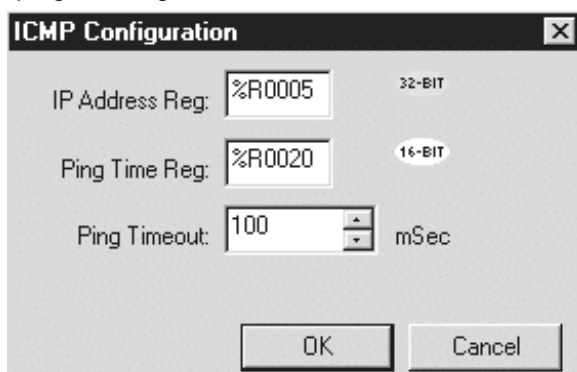 ICMP Configuration
IP Address Reg: %R0005 32-BIT
Ping Time Reg: %R0020 16-BIT
Ping Timeout: 100 mSec
OK Cancel